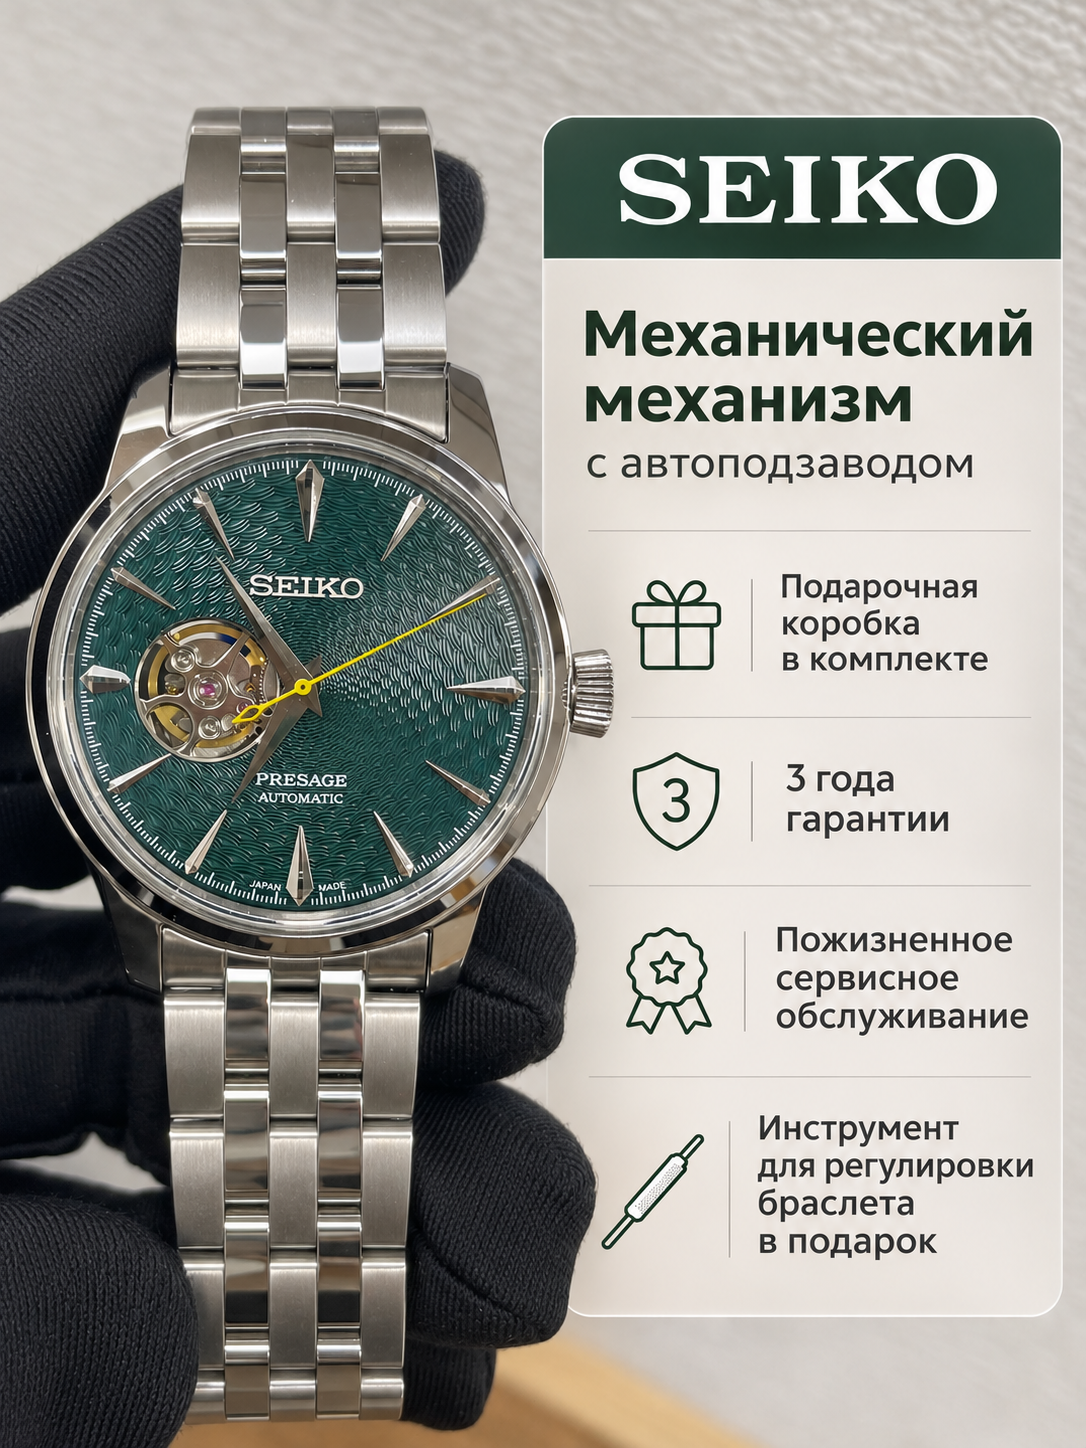 SEIKO
PRESAGE
AUTOMATIC
JAPAN MADE
SEIKO
Механический
механизм
с автоподзаводом
Подарочная
коробка
в комплекте
3
3 года
гарантии
Пожизненное
сервисное
обслуживание
Инструмент
для регулировки
браслета
в подарок